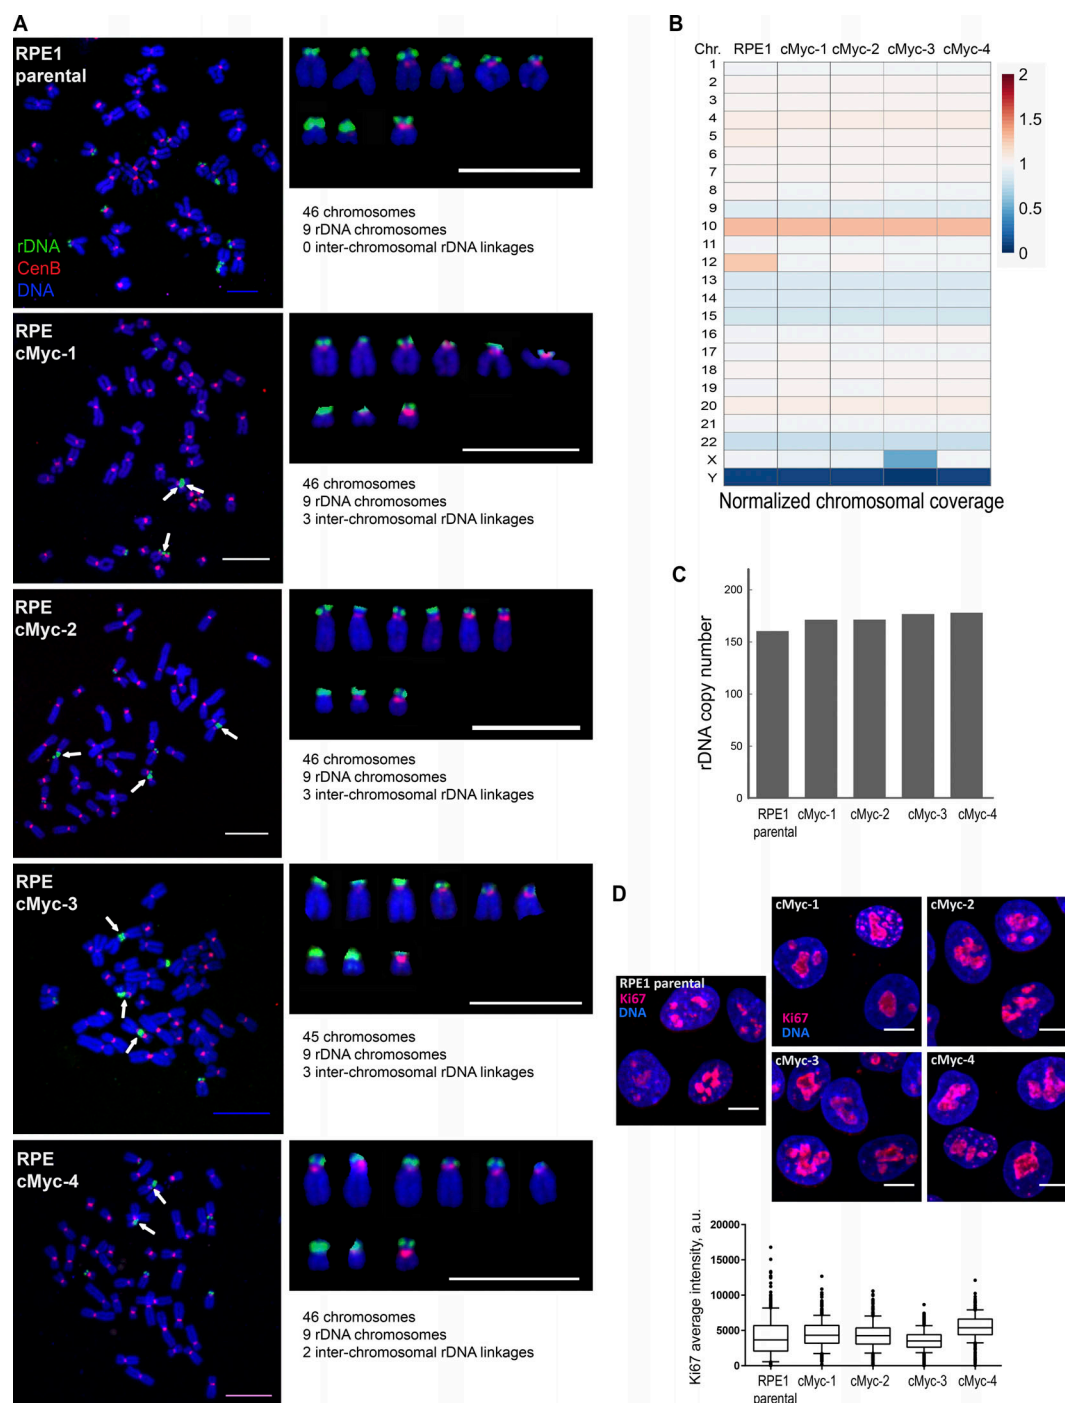 A
RPE1
parental
rDNA
CenB
DNA
46 chromosomes
9 rDNA chromosomes
0 inter-chromosomal rDNA linkages
RPE
cMyc-1
46 chromosomes
9 rDNA chromosomes
3 inter-chromosomal rDNA linkages
RPE
cMyc-2
46 chromosomes
9 rDNA chromosomes
3 inter-chromosomal rDNA linkages
RPE
cMyc-3
45 chromosomes
9 rDNA chromosomes
3 inter-chromosomal rDNA linkages
RPE
cMyc-4
46 chromosomes
9 rDNA chromosomes
2 inter-chromosomal rDNA linkages
B
Chr. RPE1 cMyc-1 cMyc-2 cMyc-3 cMyc-4
1
2
3
4
5
6
7
8
9
10
11
12
13
14
15
16
17
18
19
20
21
22
X
Y
2
1.5
1
0.5
0
Normalized chromosomal coverage
C
rDNA copy number
200
150
100
50
0
RPE1 parental
cMyc-1
cMyc-2
cMyc-3
cMyc-4
D
RPE1 parental
Ki67
DNA
cMyc-1
Ki67
DNA
cMyc-2
cMyc-3
cMyc-4
Ki67 average intensity, a.u.
20000
15000
10000
5000
0
RPE1 parental
cMyc-1
cMyc-2
cMyc-3
cMyc-4